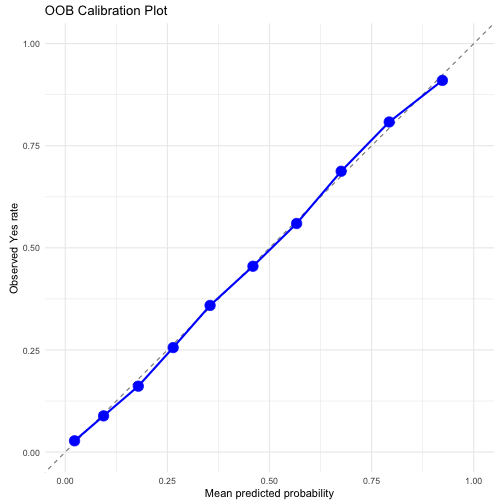 OOB Calibration Plot
Observed Yes rate
1.00
0.75
0.50
0.25
0.00
0.00 0.25 0.50 0.75 1.00
Mean predicted probability